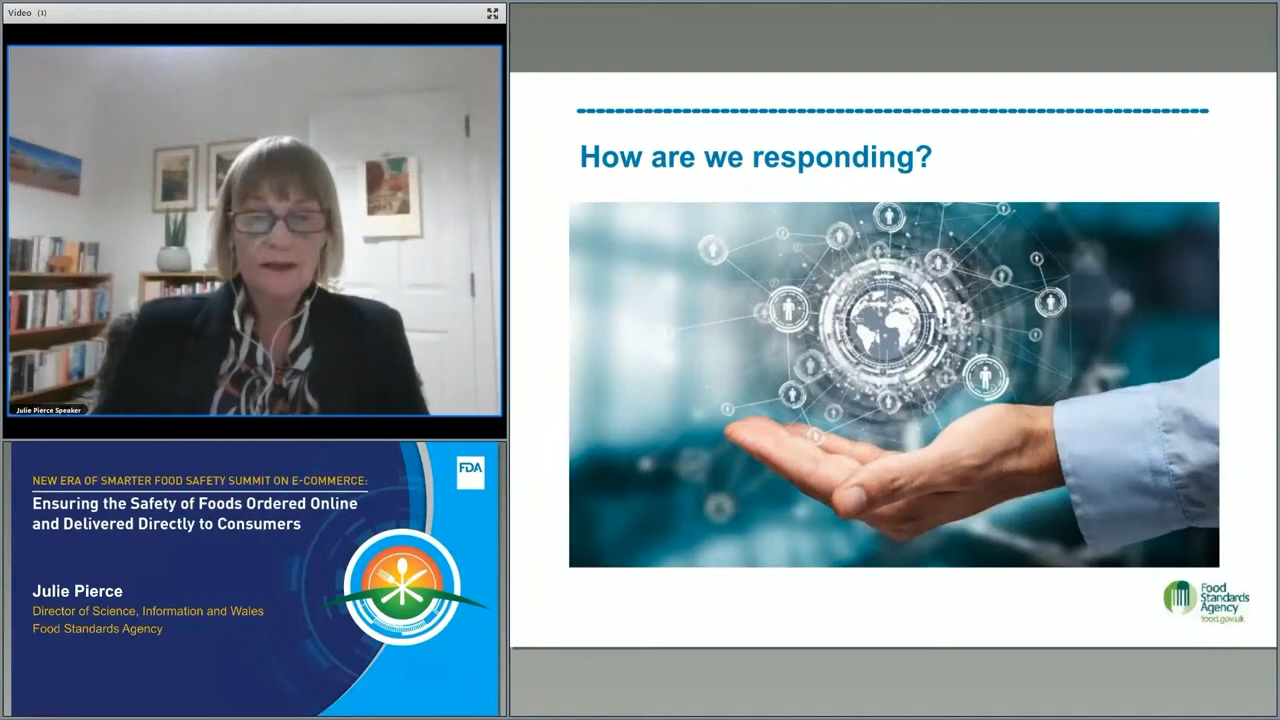 Video (1)
Julie Pierce Speaker
NEW ERA OF SMARTER FOOD SAFETY SUMMIT ON E-COMMERCE:
Ensuring the Safety of Foods Ordered Online
and Delivered Directly to Consumers
FDA
Julie Pierce
Director of Science, Information and Wales
Food Standards Agency
How are we responding?
Food
Standards
Agency
food.gov.uk